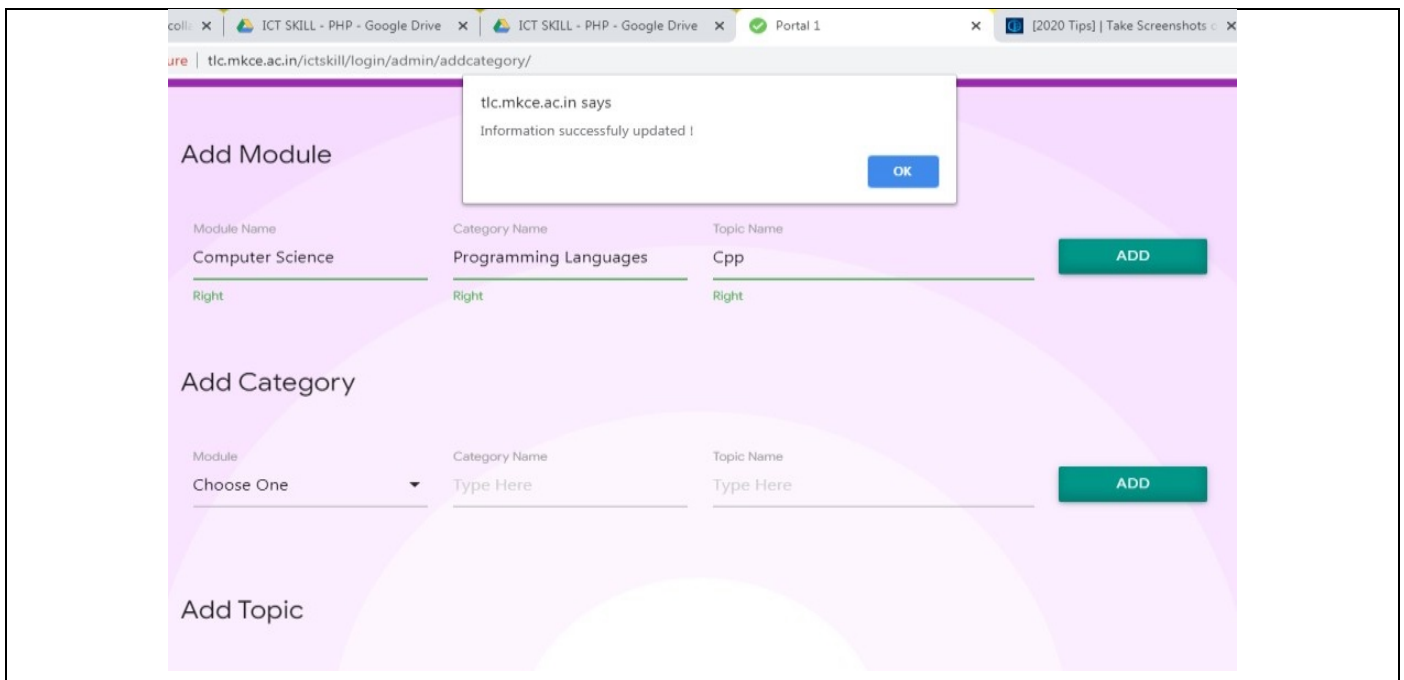 ICT SKILL - PHP - Google Drive ICT SKILL - PHP - Google Drive Portal 1 [2020 Tips] | Take Screenshots
tlc.mkce.ac.in/ictskill/login/admin/addcategory/
tlc.mkce.ac.in says
Information successfuly updated !
OK
Add Module
Module Name Category Name Topic Name
Computer Science Programming Languages Cpp ADD
Right Right Right
Add Category
Module Category Name Topic Name
Choose One Type Here Type Here ADD
Add Topic